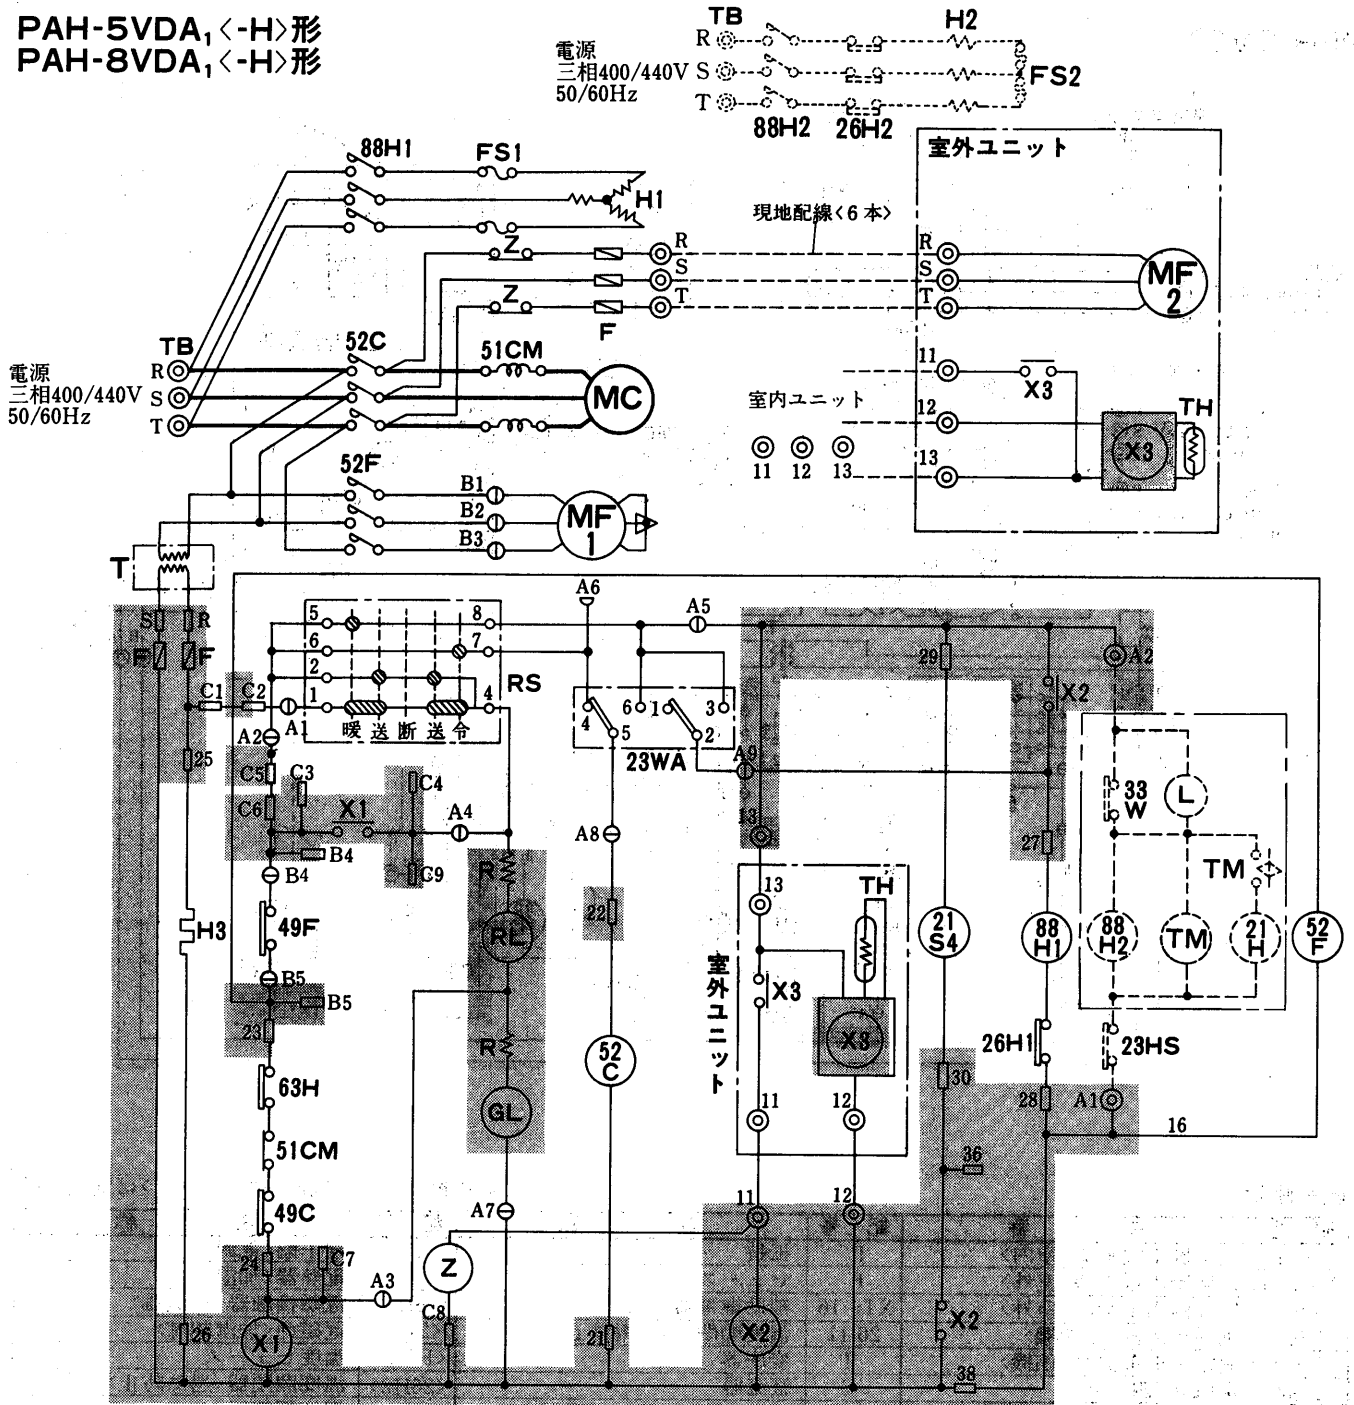 PAH-5VDA₁〈-H〉形
PAH-8VDA₁〈-H〉形
TB
H2
電源
三相400/440V
50/60Hz
R
S
T
FS2
88H2
26H2
室外ユニット
88H1
FS1
H1
現地配線〈6本〉
Z
R
S
T
R
S
T
MF
2
Z
F
52C
51CM
TB
電源
三相400/440V
50/60Hz
R
S
T
MC
11
X3
12
TH
室内ユニット
X3
11
12
13
13
52F
B1
B2
B3
MF
1
T
A6
A5
S
R
5
8
6
7
F
F
2
RS
29
A2
X2
C1
C2
A1
1
4
暖
送
断
送
令
4
5
6
1
3
2
23WA
A9
A2
25
C5
C3
C4
C6
X1
A4
A8
13
27
33
W
L
B4
B4
C9
R
13
TH
TM
22
H3
49F
RL
21
S4
88
H1
88
H2
TM
21
H
52
F
B5
B5
室外ユニット
X3
23
R
X3
26H1
23HS
52
C
63H
GL
30
28
A1
11
12
16
51CM
36
49C
A7
11
12
24
C7
A3
Z
C8
26
X1
21
X2
X2
38